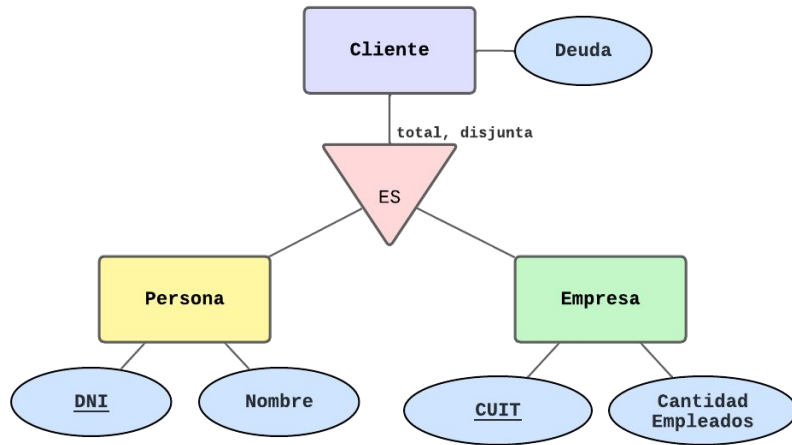 Cliente
Deuda
total, disjunta
ES
Persona
Empresa
DNI
Nombre
CUIT
Cantidad
Empleados